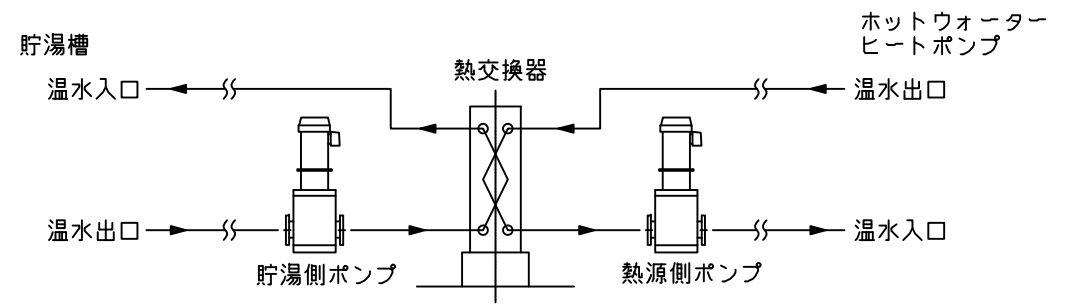 ホットウォーター
ヒートポンプ
貯湯槽
熱交換器
温水入口
温水出口
温水出口
温水入口
貯湯側ポンプ
熱源側ポンプ